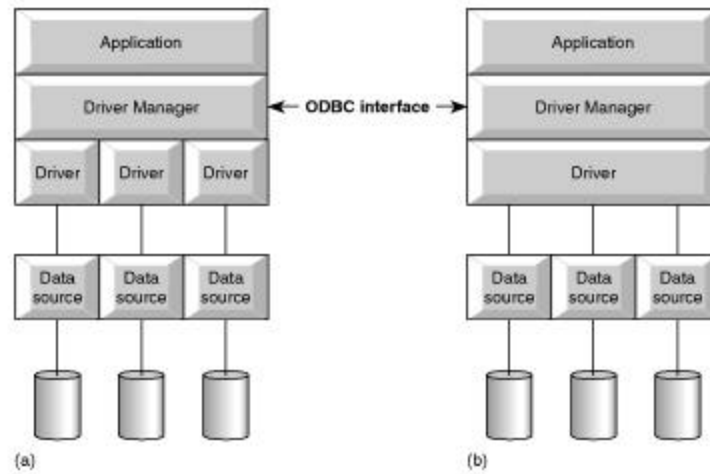 Application
Driver Manager
Driver Driver Driver
Data source Data source Data source
(a)
ODBC interface
Application
Driver Manager
Driver
Data source Data source Data source
(b)